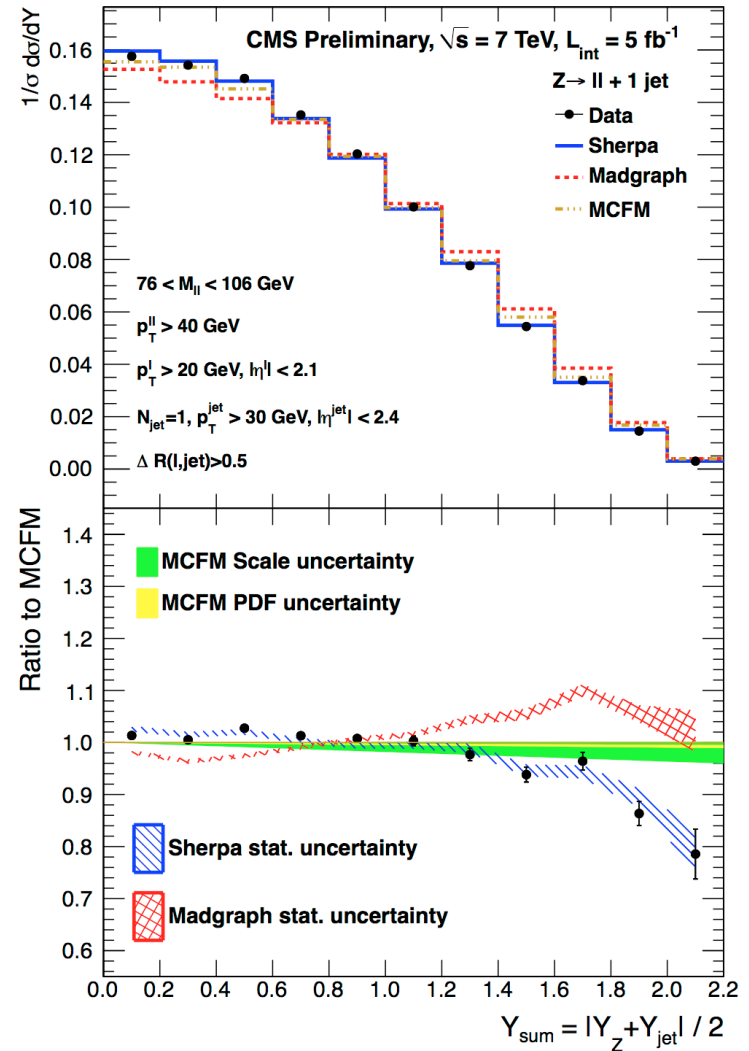 CMS Preliminary, √s = 7 TeV, L_int = 5 fb⁻¹
Z→ ll + 1 jet
Data
Sherpa
Madgraph
MCFM
1/σ dσ/dY
0.16
0.14
0.12
0.10
0.08
0.06
0.04
0.02
0.00
76 < M_ll < 106 GeV
p_T^ll > 40 GeV
p_T^l > 20 GeV, |η^l| < 2.1
N_jet=1, p_T^jet > 30 GeV, |η^jet| < 2.4
Δ R(l,jet)>0.5
Ratio to MCFM
1.4
1.3
1.2
1.1
1.0
0.9
0.8
0.7
0.6
MCFM Scale uncertainty
MCFM PDF uncertainty
Sherpa stat. uncertainty
Madgraph stat. uncertainty
0.0 0.2 0.4 0.6 0.8 1.0 1.2 1.4 1.6 1.8 2.0 2.2
Y_sum = |Y_Z+Y_jet| / 2